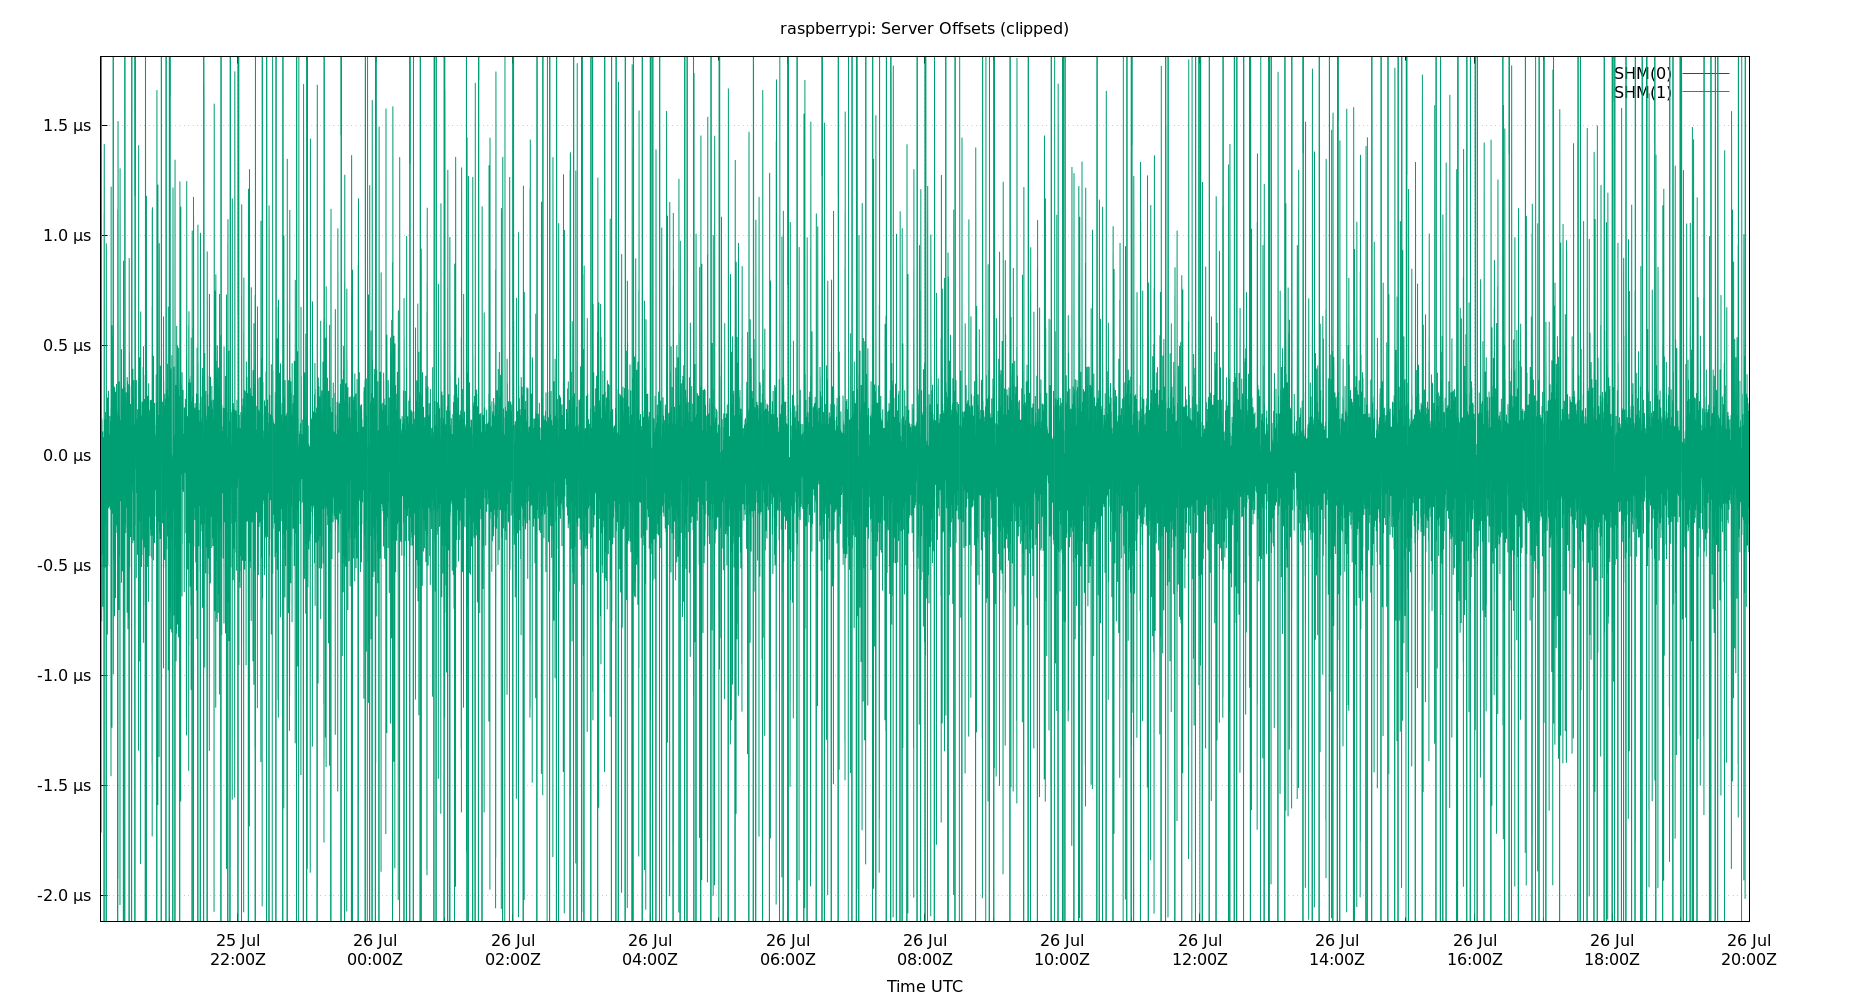 raspberrypi: Server Offsets (clipped)
SHM(0)
SHM(1)
1.5 µs
1.0 µs
0.5 µs
0.0 µs
-0.5 µs
-1.0 µs
-1.5 µs
-2.0 µs
25 Jul 26 Jul 26 Jul 26 Jul 26 Jul 26 Jul 26 Jul 26 Jul 26 Jul 26 Jul 26 Jul 26 Jul
22:00Z 00:00Z 02:00Z 04:00Z 06:00Z 08:00Z 10:00Z 12:00Z 14:00Z 16:00Z 18:00Z 20:00Z
Time UTC